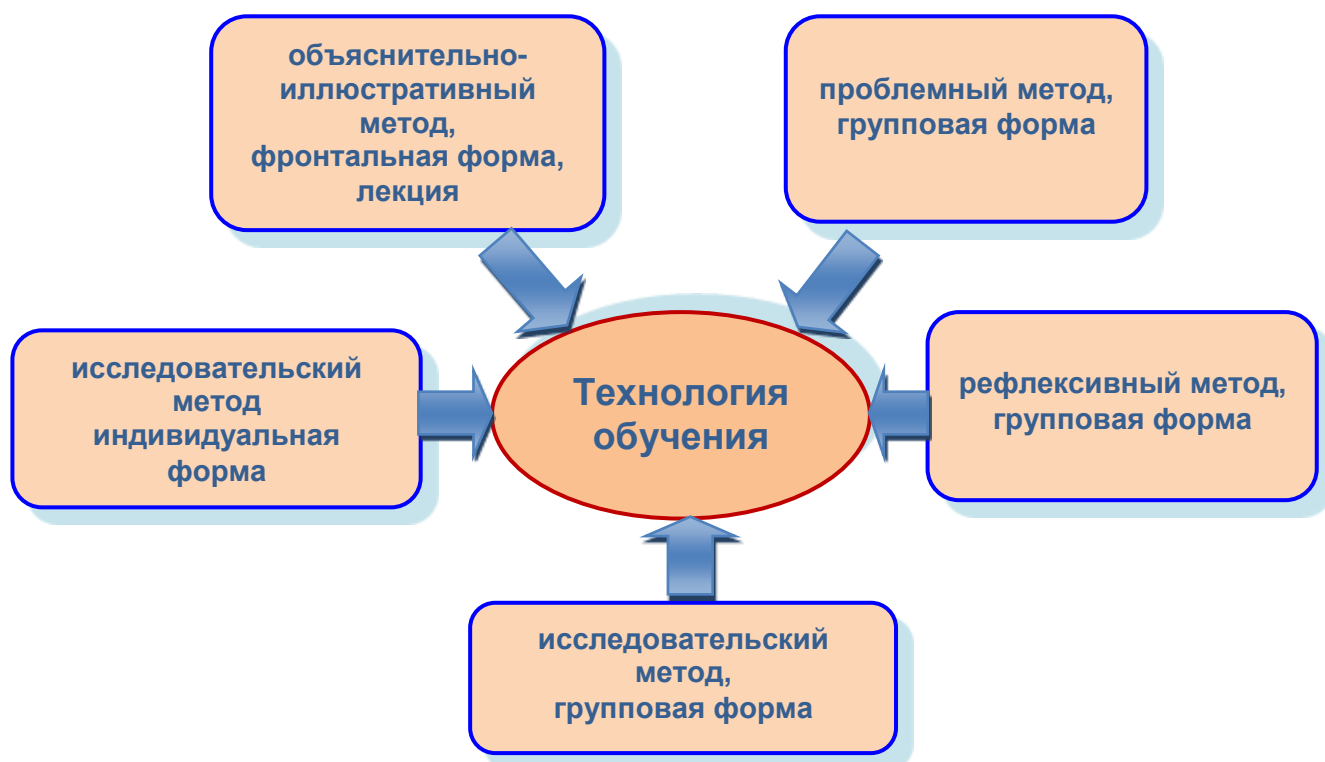 объяснительно-
иллюстративный
метод,
фронтальная форма,
лекция
проблемный метод,
групповая форма
исследовательский
метод
индивидуальная
форма
Технология
обучения
рефлексивный метод,
групповая форма
исследовательский
метод,
групповая форма